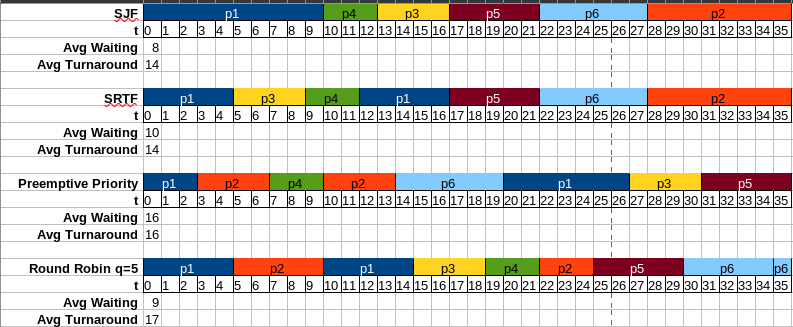 SJF p1 p4 p3 p5 p6 p2
t 0 1 2 3 4 5 6 7 8 9 10 11 12 13 14 15 16 17 18 19 20 21 22 23 24 25 26 27 28 29 30 31 32 33 34 35
Avg Waiting 8
Avg Turnaround 14
SRTF p1 p3 p4 p1 p5 p6 p2
t 0 1 2 3 4 5 6 7 8 9 10 11 12 13 14 15 16 17 18 19 20 21 22 23 24 25 26 27 28 29 30 31 32 33 34 35
Avg Waiting 10
Avg Turnaround 14
Preemptive Priority p1 p2 p4 p2 p6 p1 p3 p5
t 0 1 2 3 4 5 6 7 8 9 10 11 12 13 14 15 16 17 18 19 20 21 22 23 24 25 26 27 28 29 30 31 32 33 34 35
Avg Waiting 16
Avg Turnaround 16
Round Robin q=5 p1 p2 p1 p3 p4 p2 p5 p6 p6
t 0 1 2 3 4 5 6 7 8 9 10 11 12 13 14 15 16 17 18 19 20 21 22 23 24 25 26 27 28 29 30 31 32 33 34 35
Avg Waiting 9
Avg Turnaround 17